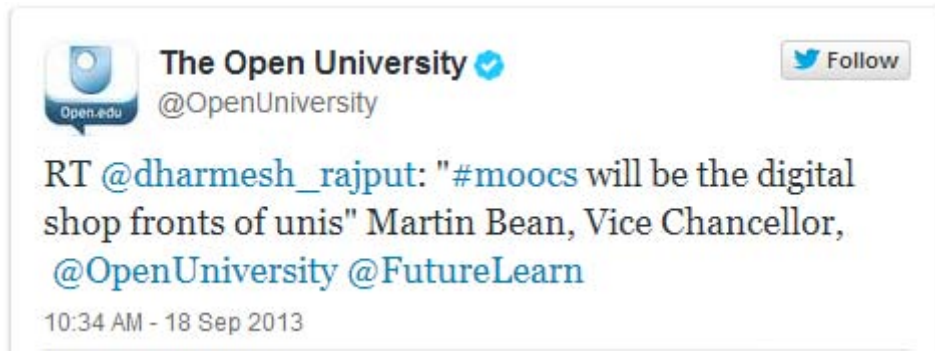 The Open University
Follow
@OpenUniversity
Open.edu
RT @dharmesh_rajput: "#moocs will be the digital
shop fronts of unis" Martin Bean, Vice Chancellor,
@OpenUniversity @FutureLearn
10:34 AM - 18 Sep 2013